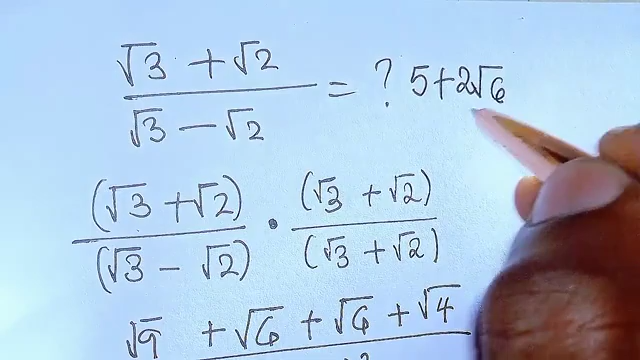 √3 + √2
= ? 5+2√6
√3 − √2
(√3 + √2) · (√3 + √2)
(√3 − √2) (√3 + √2)
√9 + √6 + √6 + √4